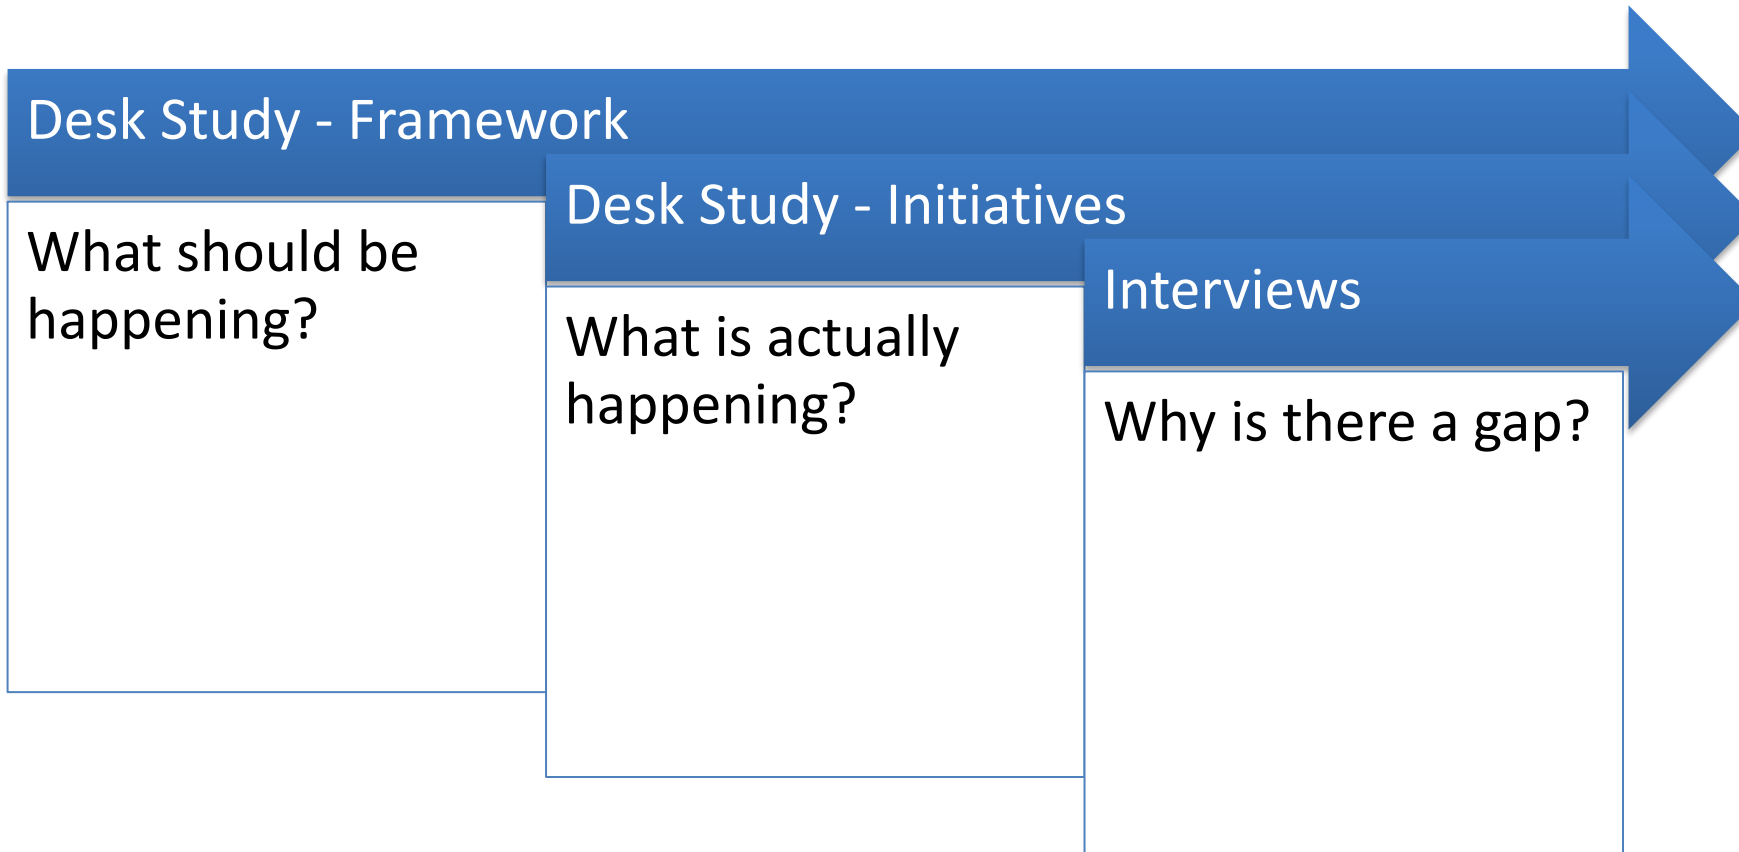 Desk Study - Framework
What should be
happening?
Desk Study - Initiatives
What is actually
happening?
Interviews
Why is there a gap?